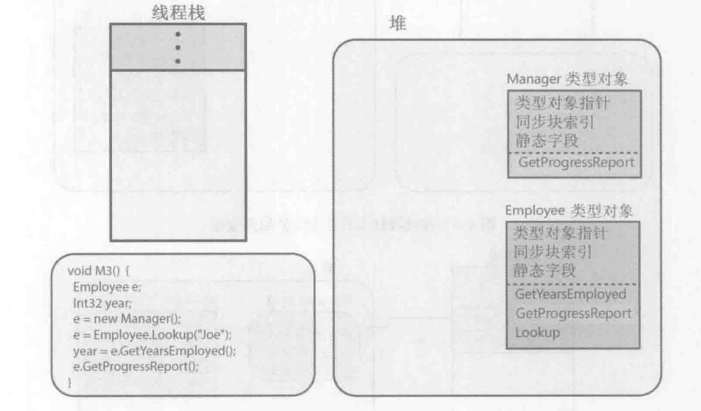 线程栈
堆
Manager 类型对象
类型对象指针
同步块索引
静态字段
GetProgressReport
Employee 类型对象
类型对象指针
同步块索引
静态字段
GetYearsEmployed
GetProgressReport
Lookup
void M3() {
Employee e;
Int32 year;
e = new Manager();
e = Employee.Lookup("Joe");
year = e.GetYearsEmployed();
e.GetProgressReport();
}